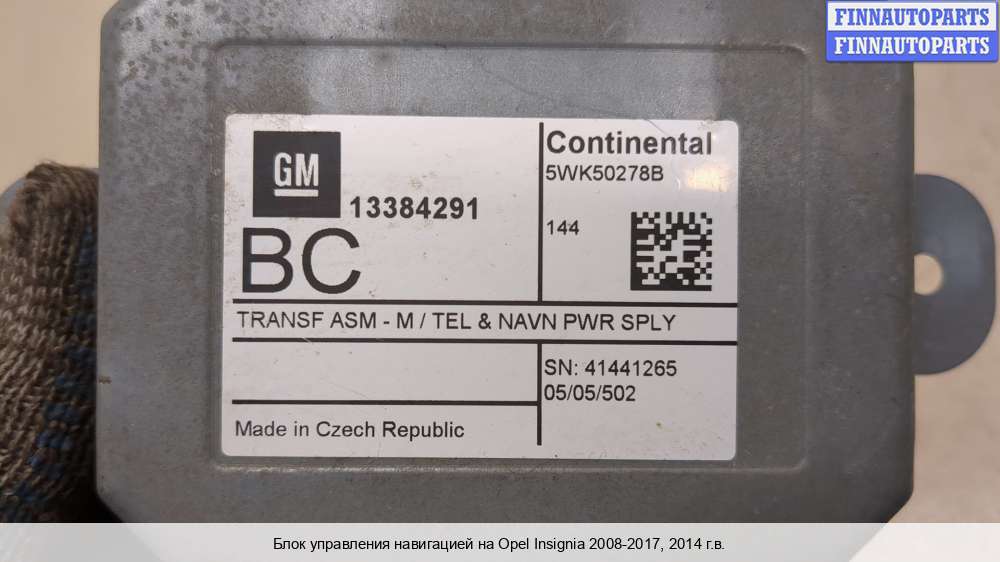 FINNAUTOPARTS
FINNAUTOPARTS
GM
13384291
BC
Continental
5WK50278B
144
TRANSF ASM - M / TEL & NAVN PWR SPLY
SN: 41441265
05/05/502
Made in Czech Republic
Блок управления навигацией на Opel Insignia 2008-2017, 2014 г.в.